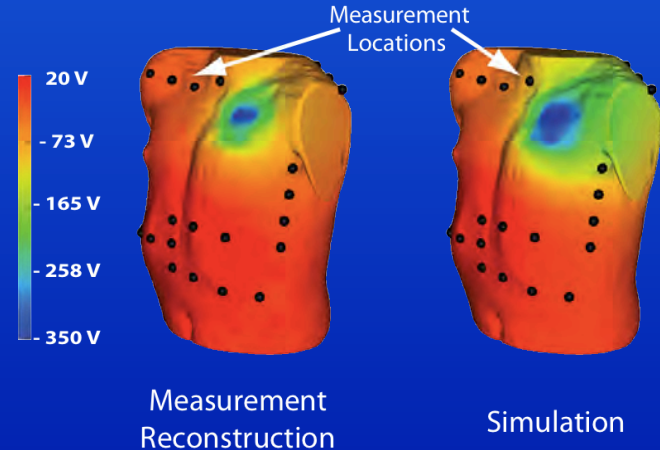 Measurement
Locations
20 V
- 73 V
- 165 V
- 258 V
- 350 V
Measurement
Reconstruction
Simulation